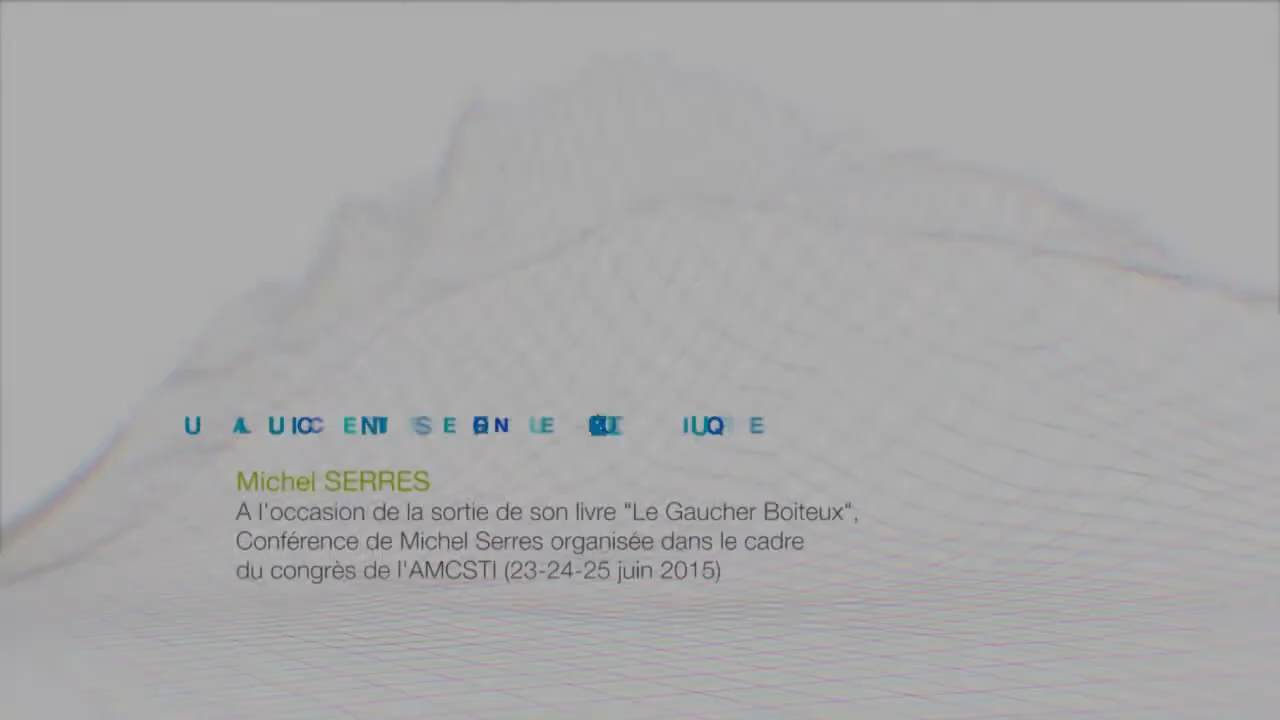 Michel SERRES
A l'occasion de la sortie de son livre "Le Gaucher Boiteux",
Conférence de Michel Serres organisée dans le cadre
du congrès de l'AMCSTI (23-24-25 juin 2015)